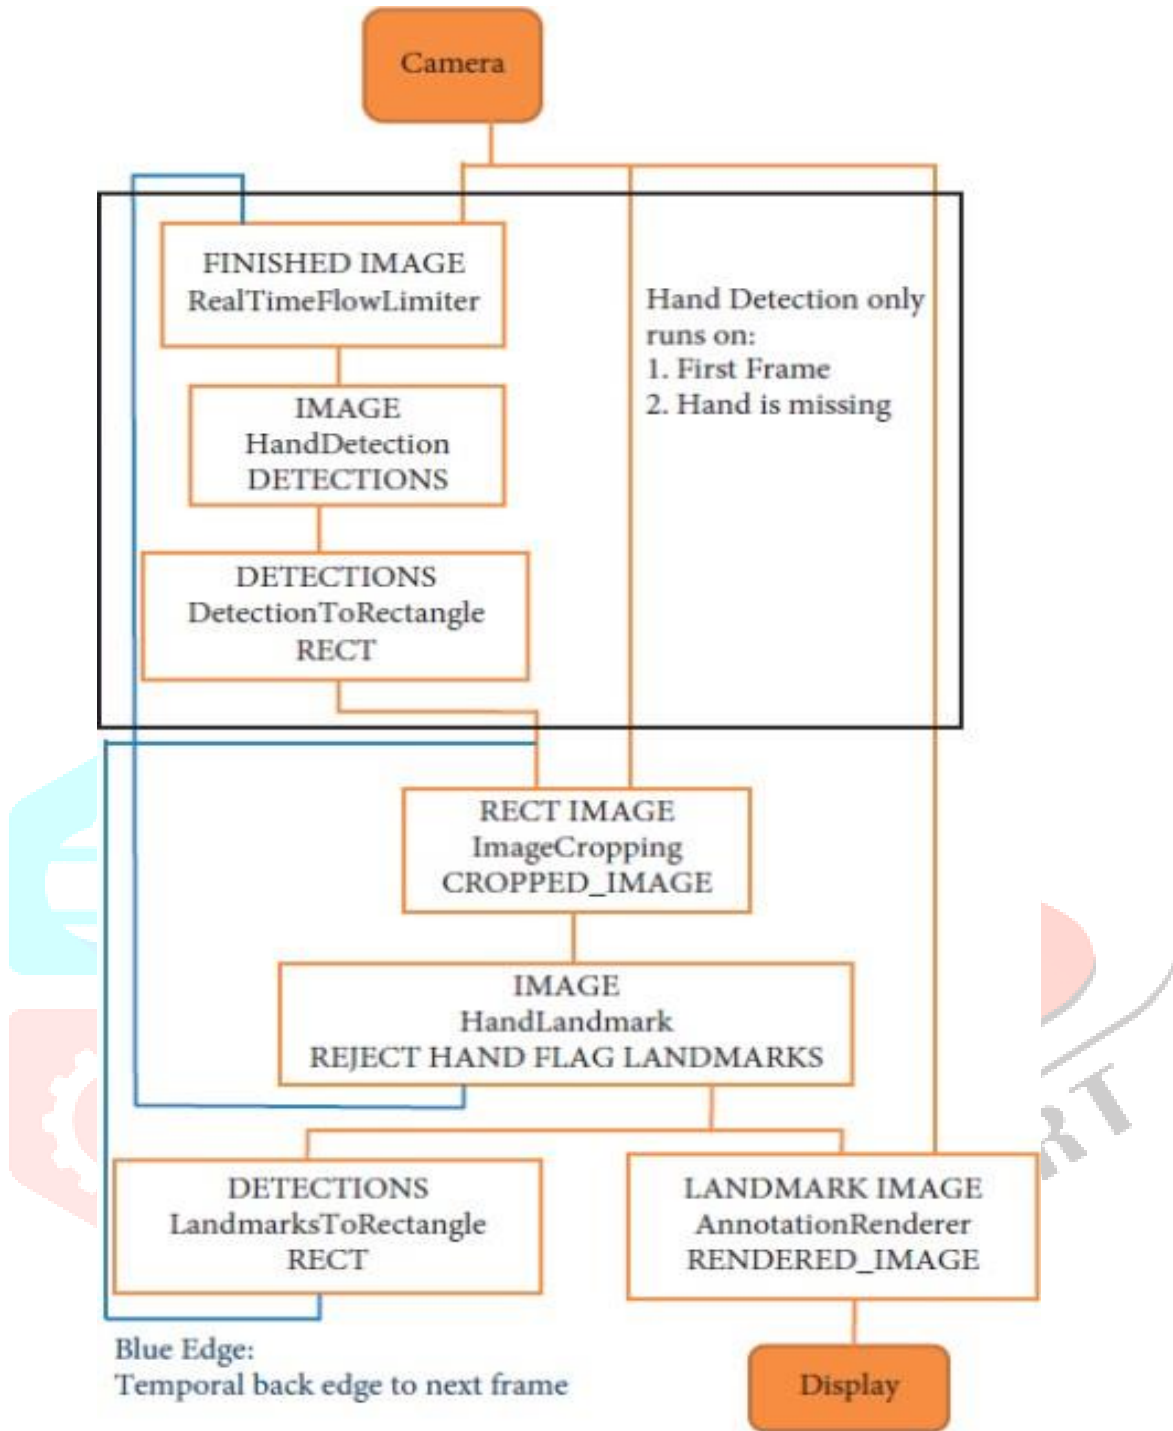 Camera
FINISHED IMAGE
RealTimeFlowLimiter
Hand Detection only
runs on:
1. First Frame
2. Hand is missing
IMAGE
HandDetection
DETECTIONS
DETECTIONS
DetectionToRectangle
RECT
RECT IMAGE
ImageCropping
CROPPED_IMAGE
IMAGE
HandLandmark
REJECT HAND FLAG LANDMARKS
DETECTIONS
LandmarksToRectangle
RECT
LANDMARK IMAGE
AnnotationRenderer
RENDERED_IMAGE
Blue Edge:
Temporal back edge to next frame
Display